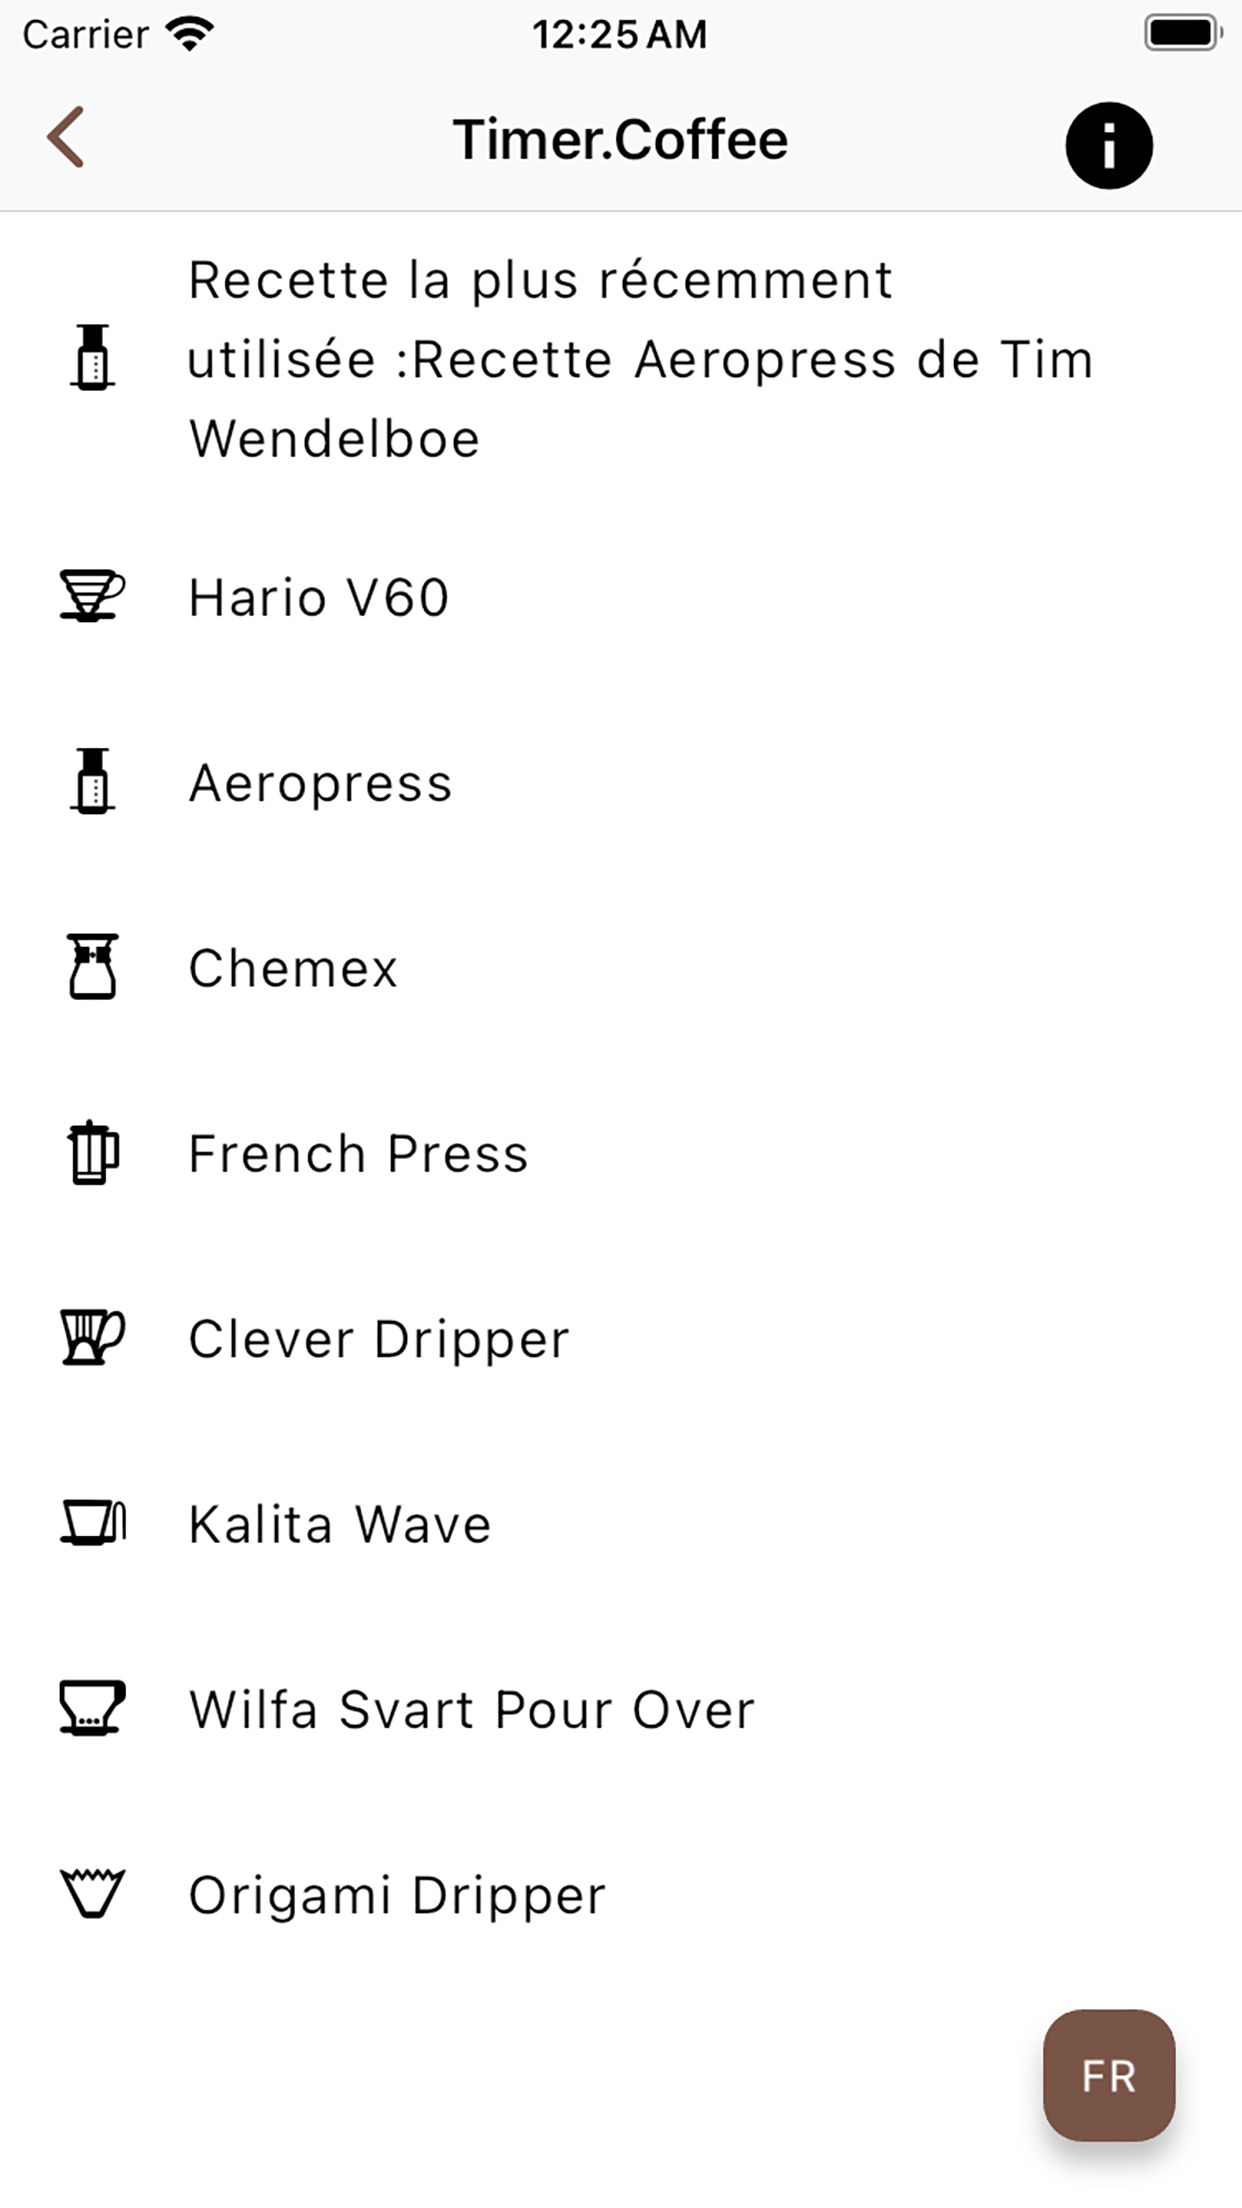 Carrier 12:25 AM
Timer.Coffee
Recette la plus récemment
utilisée :Recette Aeropress de Tim
Wendelboe
Hario V60
Aeropress
Chemex
French Press
Clever Dripper
Kalita Wave
Wilfa Svart Pour Over
Origami Dripper
FR